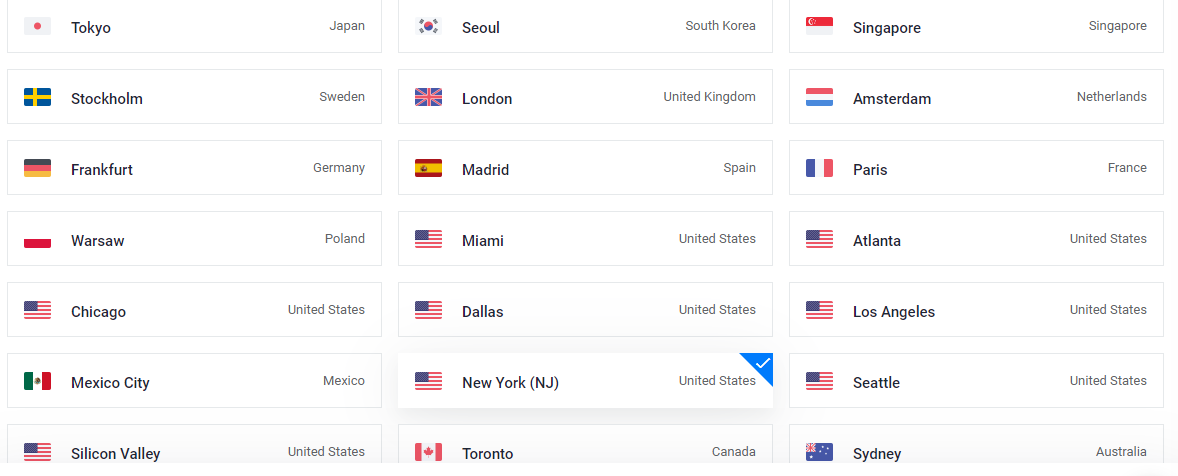 Tokyo Japan
Seoul South Korea
Singapore Singapore
Stockholm Sweden
London United Kingdom
Amsterdam Netherlands
Frankfurt Germany
Madrid Spain
Paris France
Warsaw Poland
Miami United States
Atlanta United States
Chicago United States
Dallas United States
Los Angeles United States
Mexico City Mexico
New York (NJ) United States
Seattle United States
Silicon Valley United States
Toronto Canada
Sydney Australia